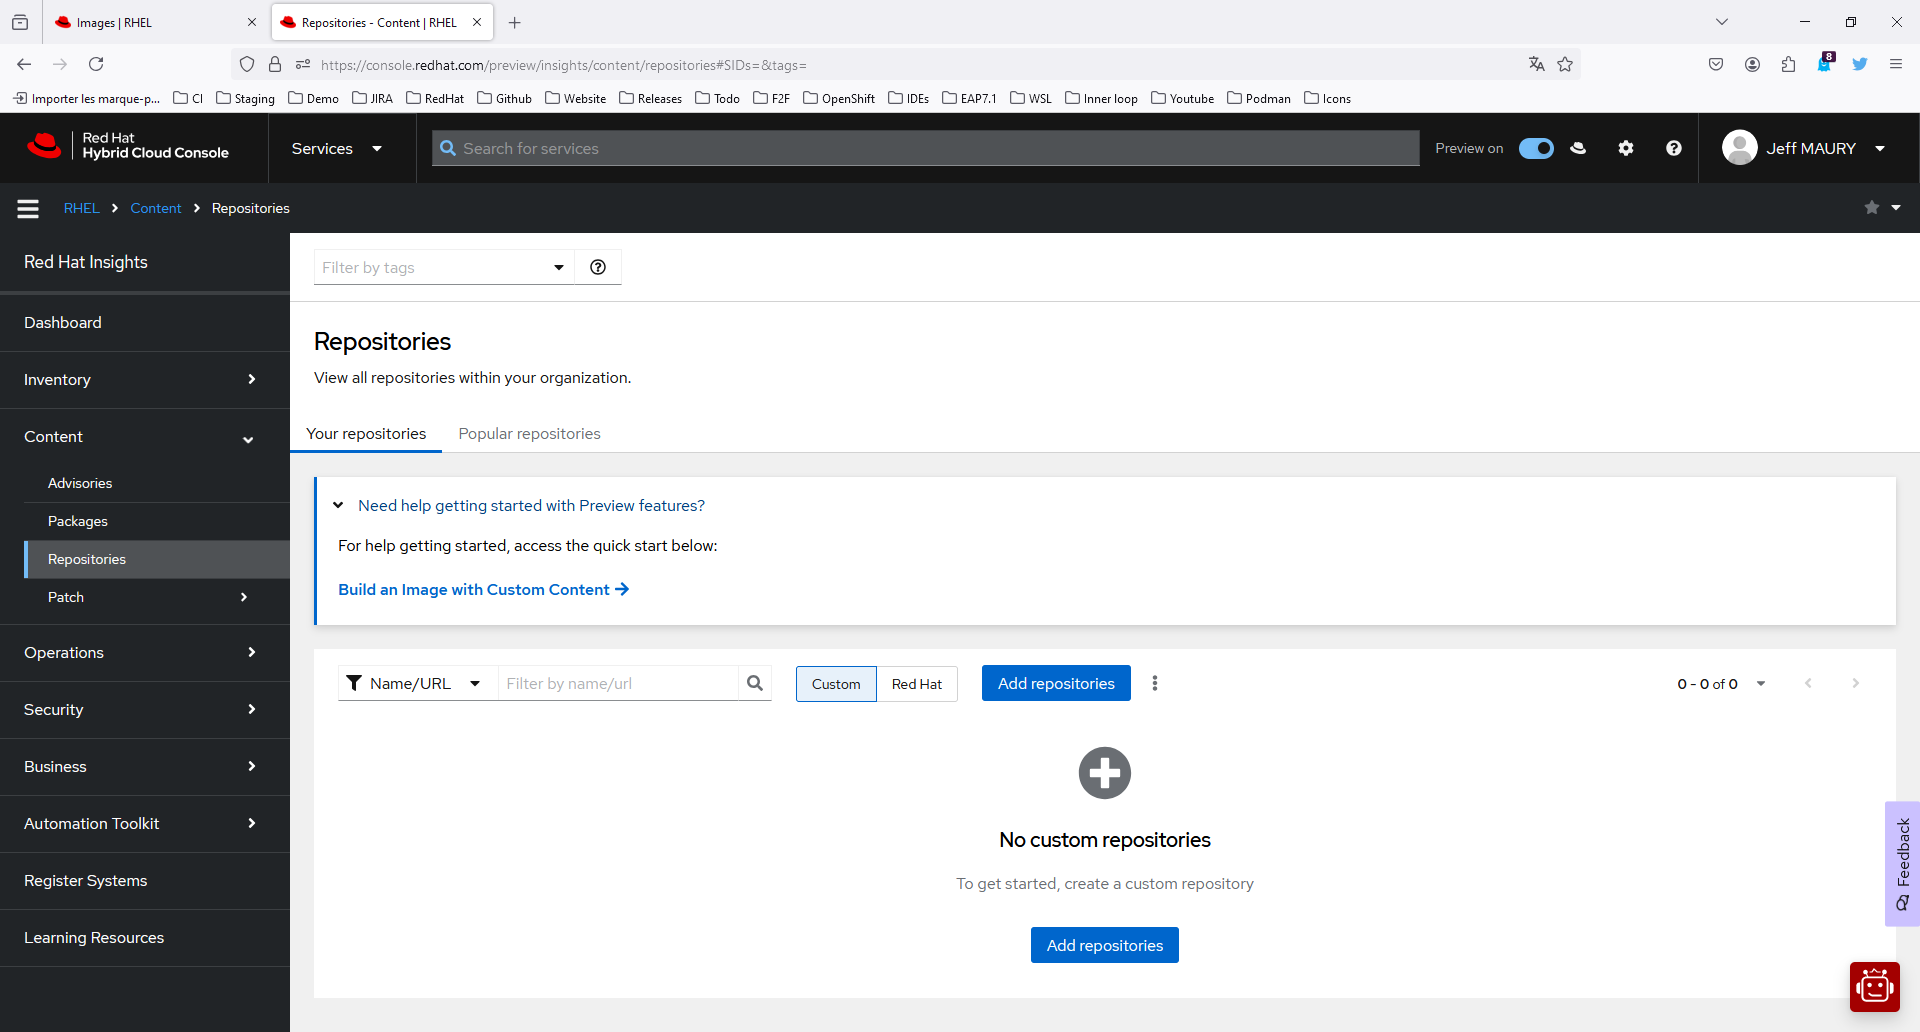 Images | RHEL
Repositories - Content | RHEL
https://console.redhat.com/preview/insights/content/repositories#SIDs=&tags=
8
Importer les marque-p...
CI
Staging
Demo
JIRA
RedHat
Github
Website
Releases
Todo
F2F
OpenShift
IDEs
EAP7.1
WSL
Inner loop
Youtube
Podman
Icons
Red Hat
Hybrid Cloud Console
Services
Search for services
Preview on
Jeff MAURY
RHEL
Content
Repositories
Red Hat Insights
Dashboard
Inventory
Content
Advisories
Packages
Repositories
Patch
Operations
Security
Business
Automation Toolkit
Register Systems
Learning Resources
Filter by tags
Repositories
View all repositories within your organization.
Your repositories
Popular repositories
Need help getting started with Preview features?
For help getting started, access the quick start below:
Build an Image with Custom Content
Name/URL
Filter by name/url
Custom
Red Hat
Add repositories
0 - 0 of 0
No custom repositories
To get started, create a custom repository
Add repositories
Feedback